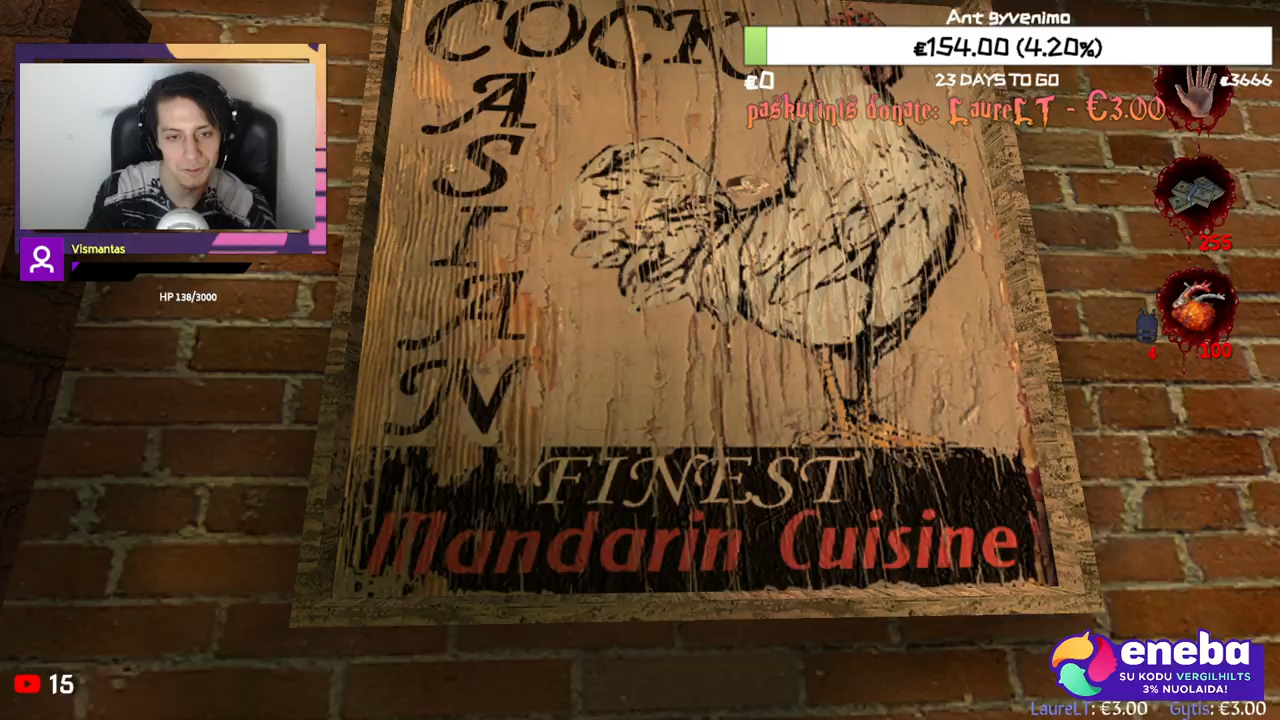 COCK
ASIAN
FINEST
Mandarin Cuisine
Ant gyvenimo
€154.00 (4.20%)
€0
23 DAYS TO GO
€3666
paskutinis donate: LaureLT - €3.00
255
4
100
Vismantas
HP 138/3000
15
eneba
SU KODU VERGILHILTS
3% NUOLAIDA!
LaureLT: €3.00 Gytis: €3.00